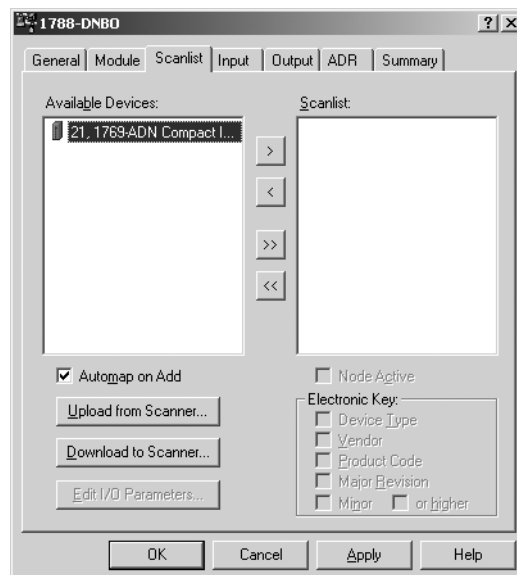 1788-DNBO
General
Module
Scanlist
Input
Output
ADR
Summary
Available Devices:
Scanlist:
21, 1769-ADN Compact I...
>
<
>>
<<
Automap on Add
Node Active
Upload from Scanner...
Electronic Key:
Device Type
Download to Scanner...
Vendor
Product Code
Edit I/O Parameters...
Major Revision
Minor
or higher
OK
Cancel
Apply
Help